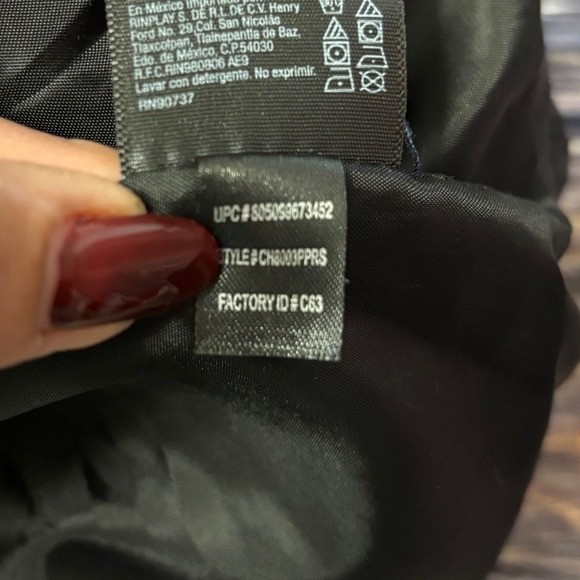 En México Importado por
RINPLAY S. DE R.L. DE C.V. Henry
Ford No. 29, Col. San Nicolás
Tlaxcolpan, Tlalnepantla de Baz,
Edo. de México, C.P. 54030
R.F.C. RIN980806 AE9
Lavar con detergente. No exprimir.
RN90737
UPC# 805059673452
STYLE# CH8003PPRS
FACTORY ID# C63